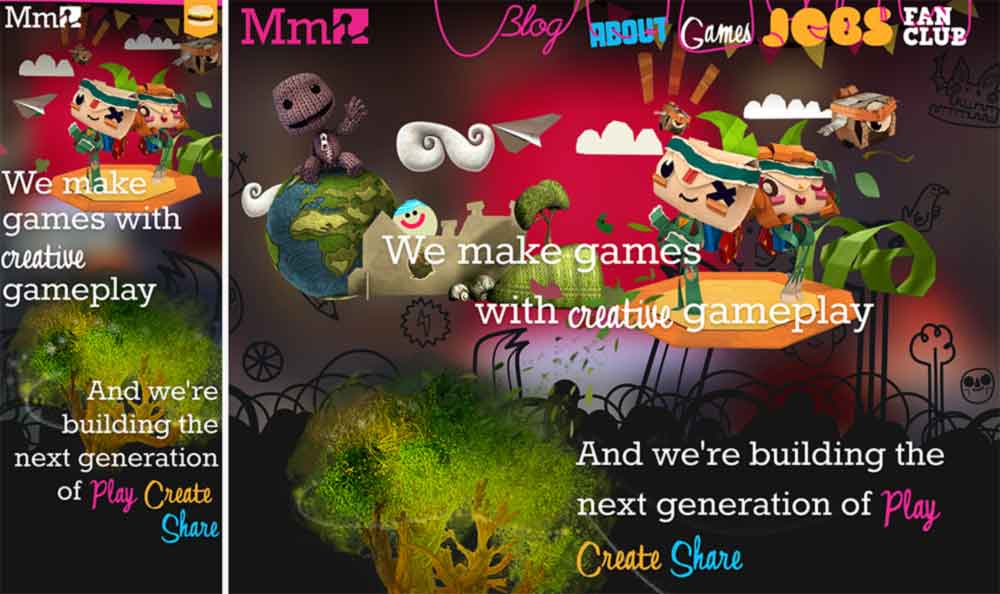 Mm
We make
games with
creative
gameplay
And we're
building the
next generation
of Play Create
Share
Mm
Blog ABOUT Games JOBS FAN CLUB
We make games
with creative gameplay
And we're building the
next generation of Play
Create Share